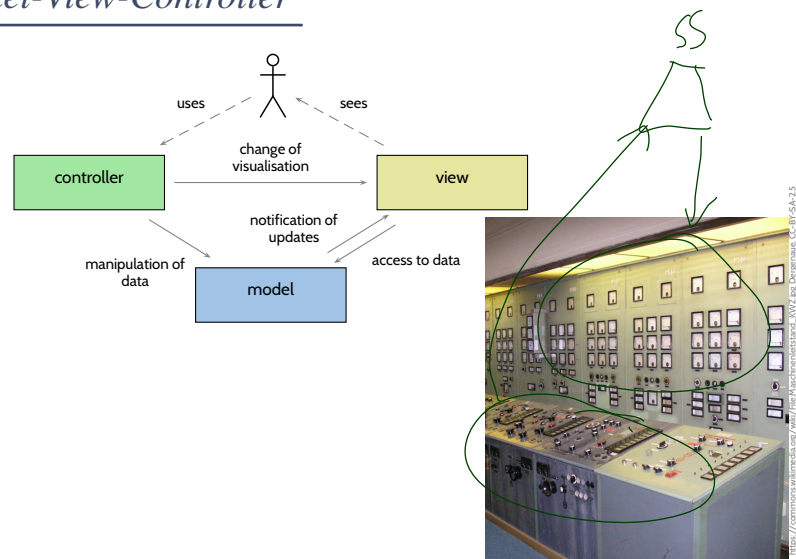 -View-Controller
uses
sees
change of
visualisation
controller
view
notification of
updates
access to data
manipulation of
data
model
SS
https://commons.wikimedia.org/wiki/File:Maschinenleitstand_KWZ.jpg, Dergenaue, CC-BY-SA-2.5